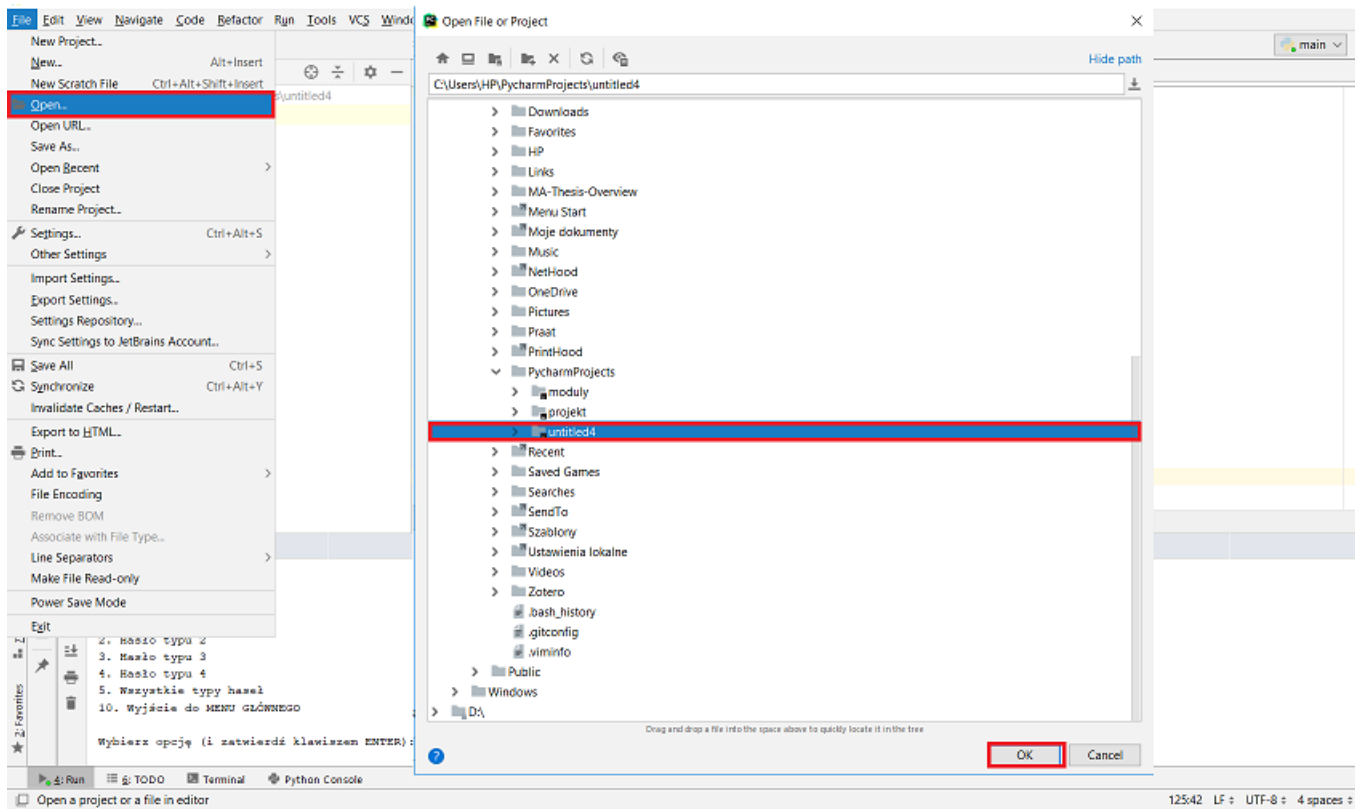 File Edit View Navigate Code Refactor Run Tools VCS Windo
New Project...
New... Alt+Insert
New Scratch File Ctrl+Alt+Shift+Insert
Open...
Open URL...
Save As...
Open Recent
Close Project
Rename Project...
Settings... Ctrl+Alt+S
Other Settings
Import Settings...
Export Settings...
Settings Repository...
Sync Settings to JetBrains Account...
Save All Ctrl+S
Synchronize Ctrl+Alt+Y
Invalidate Caches / Restart...
Export to HTML...
Print...
Add to Favorites
File Encoding
Remove BOM
Associate with File Type...
Line Separators
Make File Read-only
Power Save Mode
Exit
s\untitled4
2. Hasło typu 2
3. Hasło typu 3
4. Hasło typu 4
5. Wszystkie typy haseł
10. Wyjście do MENU GŁÓWNEGO
Wybierz opcję (i zatwierdź klawiszem ENTER):
2: Favorites
4: Run 6: TODO Terminal Python Console
Open a project or a file in editor
Open File or Project
Hide path
C:\Users\HP\PycharmProjects\untitled4
Downloads
Favorites
HP
Links
MA-Thesis-Overview
Menu Start
Moje dokumenty
Music
NetHood
OneDrive
Pictures
Praat
PrintHood
PycharmProjects
moduly
projekt
untitled4
Recent
Saved Games
Searches
SendTo
Szablony
Ustawienia lokalne
Videos
Zotero
.bash_history
.gitconfig
.viminfo
Public
Windows
D:\
Drag and drop a file into the space above to quickly locate it in the tree
? OK Cancel
main
125:42 LF UTF-8 4 spaces